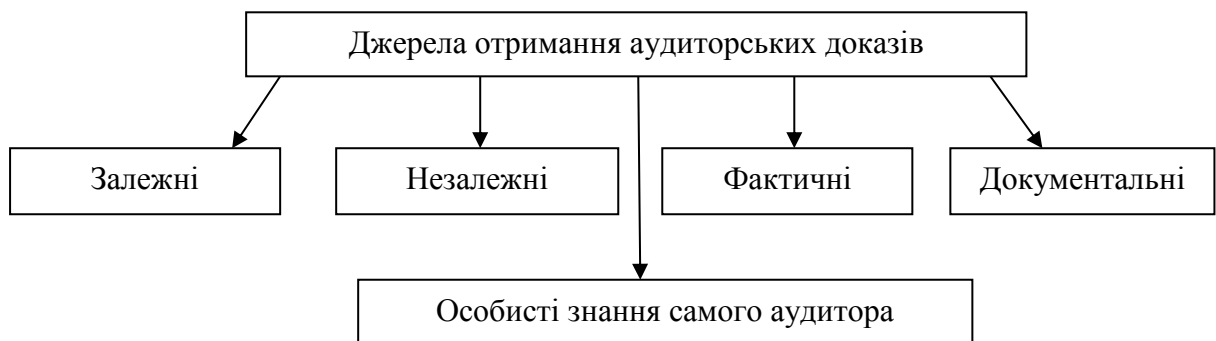 Джерела отримання аудиторських доказів
Залежні
Незалежні
Фактичні
Документальні
Особисті знання самого аудитора